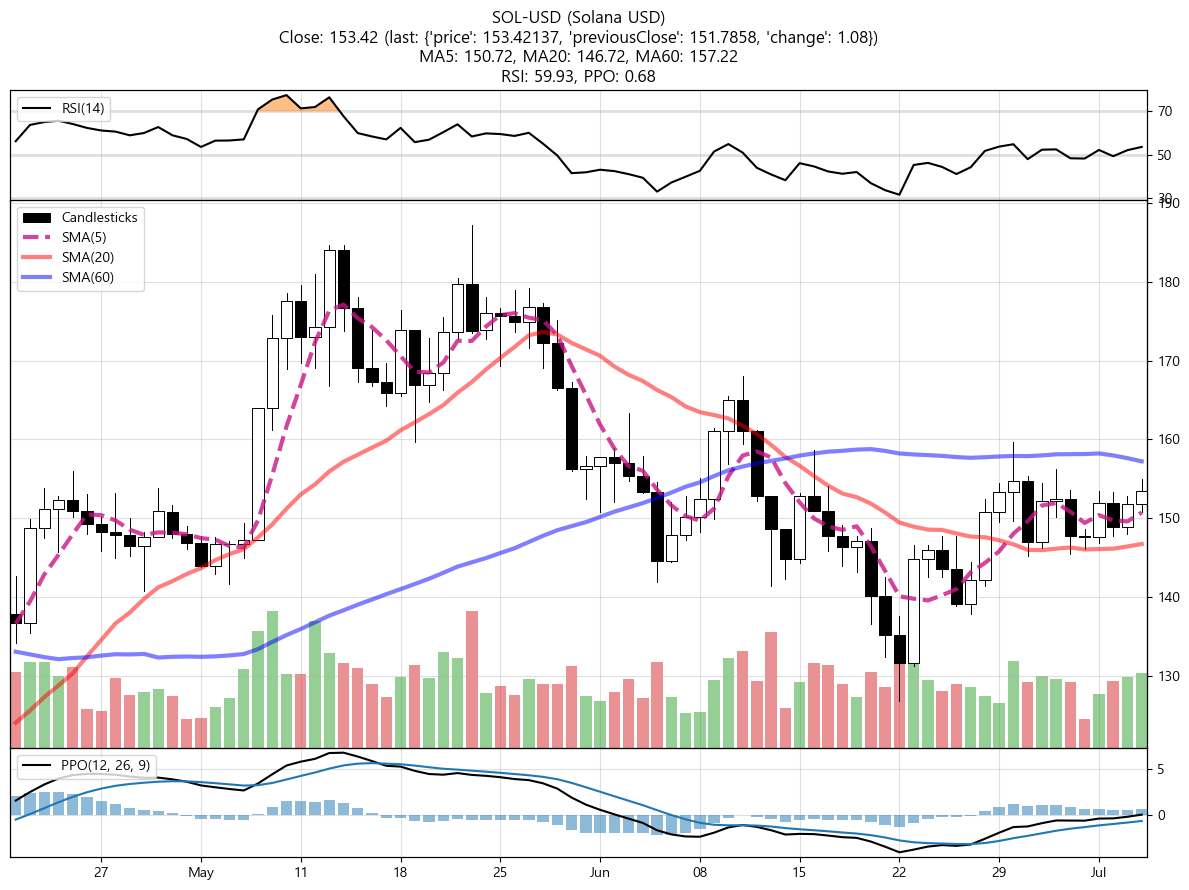 SOL-USD (Solana USD)
Close: 153.42 (last: {'price': 153.42137, 'previousClose': 151.7858, 'change': 1.08})
MA5: 150.72, MA20: 146.72, MA60: 157.22
RSI: 59.93, PPO: 0.68
RSI(14)
70
50
30
190
Candlesticks
SMA(5)
SMA(20)
SMA(60)
180
170
160
150
140
130
PPO(12, 26, 9)
5
0
27 May 11 18 25 Jun 08 15 22 29 Jul